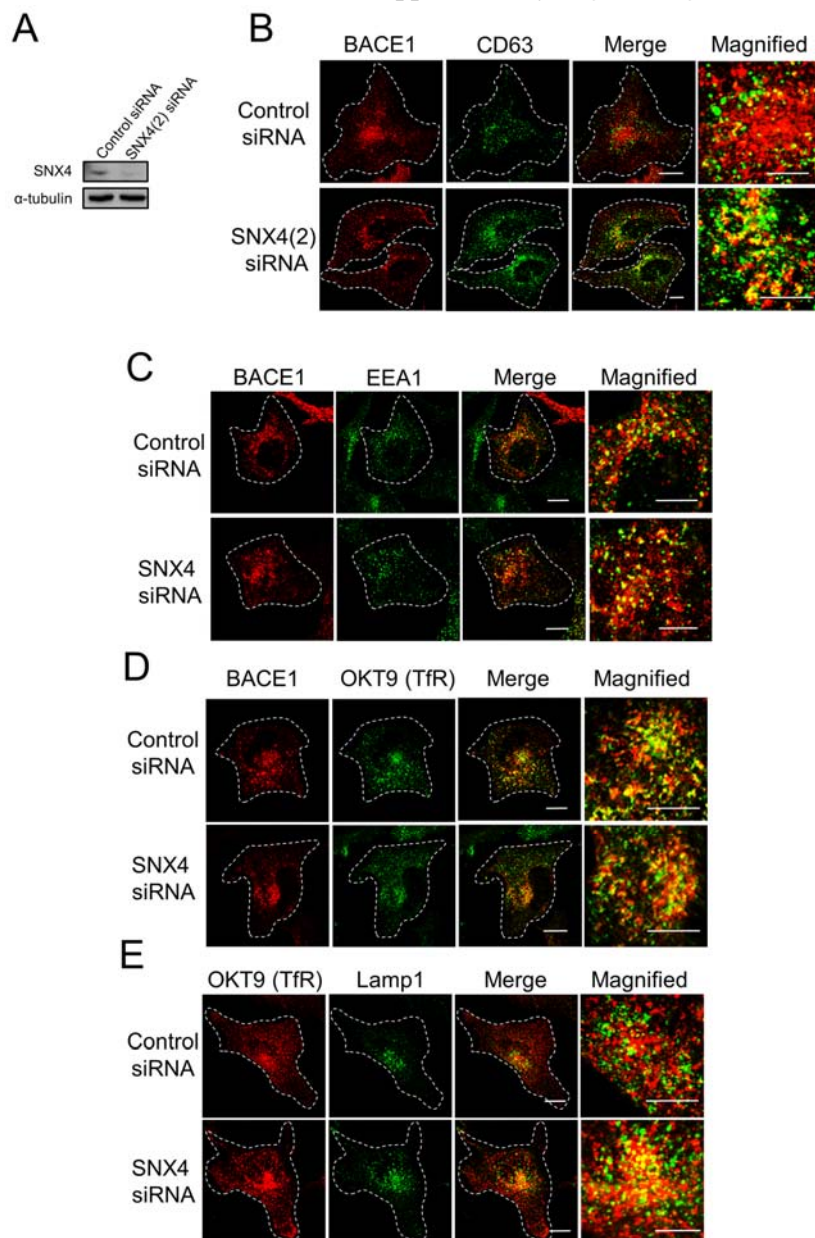 A
Control siRNA
SNX4(2) siRNA
SNX4
α-tubulin
B
BACE1 CD63 Merge Magnified
Control
siRNA
SNX4(2)
siRNA
C
BACE1 EEA1 Merge Magnified
Control
siRNA
SNX4
siRNA
D
BACE1 OKT9 (TfR) Merge Magnified
Control
siRNA
SNX4
siRNA
E
OKT9 (TfR) Lamp1 Merge Magnified
Control
siRNA
SNX4
siRNA